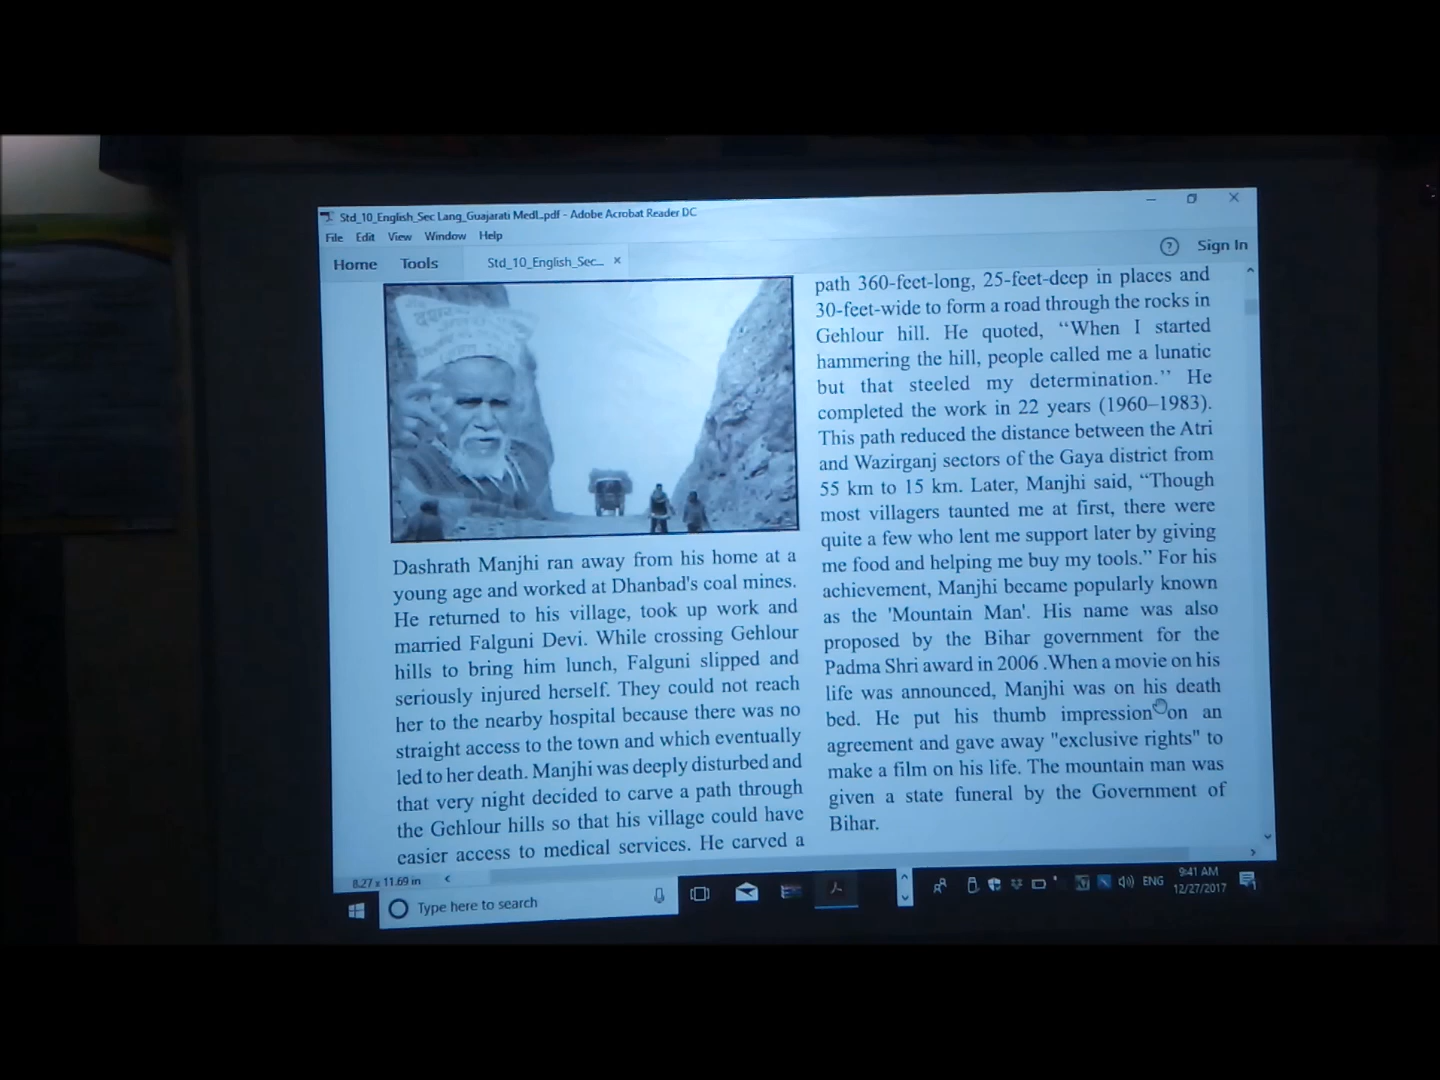 Std_10_English_Sec Lang_Guajarati MedI..pdf - Adobe Acrobat Reader DC
File Edit View Window Help
Home Tools Std_10_English_Sec... × ? Sign In
Dashrath Manjhi ran away from his home at a
young age and worked at Dhanbad's coal mines.
He returned to his village, took up work and
married Falguni Devi. While crossing Gehlour
hills to bring him lunch, Falguni slipped and
seriously injured herself. They could not reach
her to the nearby hospital because there was no
straight access to the town and which eventually
led to her death. Manjhi was deeply disturbed and
that very night decided to carve a path through
the Gehlour hills so that his village could have
easier access to medical services. He carved a
path 360-feet-long, 25-feet-deep in places and
30-feet-wide to form a road through the rocks in
Gehlour hill. He quoted, “When I started
hammering the hill, people called me a lunatic
but that steeled my determination.” He
completed the work in 22 years (1960–1983).
This path reduced the distance between the Atri
and Wazirganj sectors of the Gaya district from
55 km to 15 km. Later, Manjhi said, “Though
most villagers taunted me at first, there were
quite a few who lent me support later by giving
me food and helping me buy my tools.” For his
achievement, Manjhi became popularly known
as the 'Mountain Man'. His name was also
proposed by the Bihar government for the
Padma Shri award in 2006 .When a movie on his
life was announced, Manjhi was on his death
bed. He put his thumb impression on an
agreement and gave away "exclusive rights" to
make a film on his life. The mountain man was
given a state funeral by the Government of
Bihar.
8.27 x 11.69 in
Type here to search
ENG
9:41 AM
12/27/2017